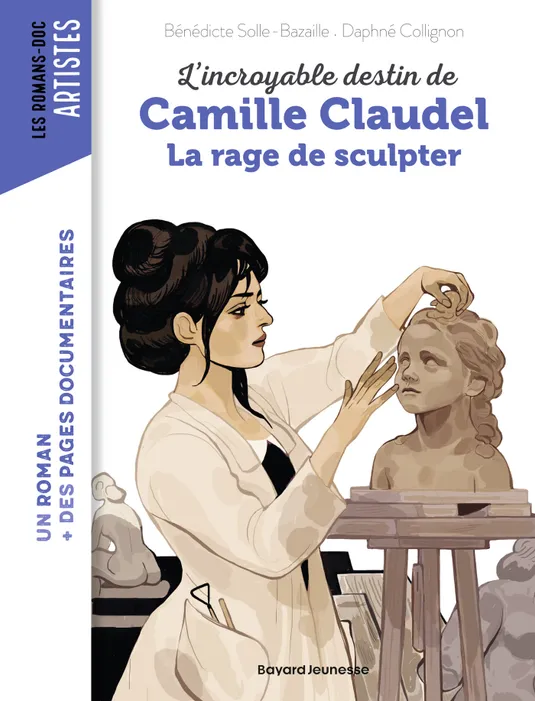 Bénédicte Solle-Bazaille . Daphné Collignon
L'incroyable destin de
Camille Claudel
La rage de sculpter
LES ROMANS-DOC
ARTISTES
UN ROMAN
+ DES PAGES DOCUMENTAIRES
Bayard Jeunesse